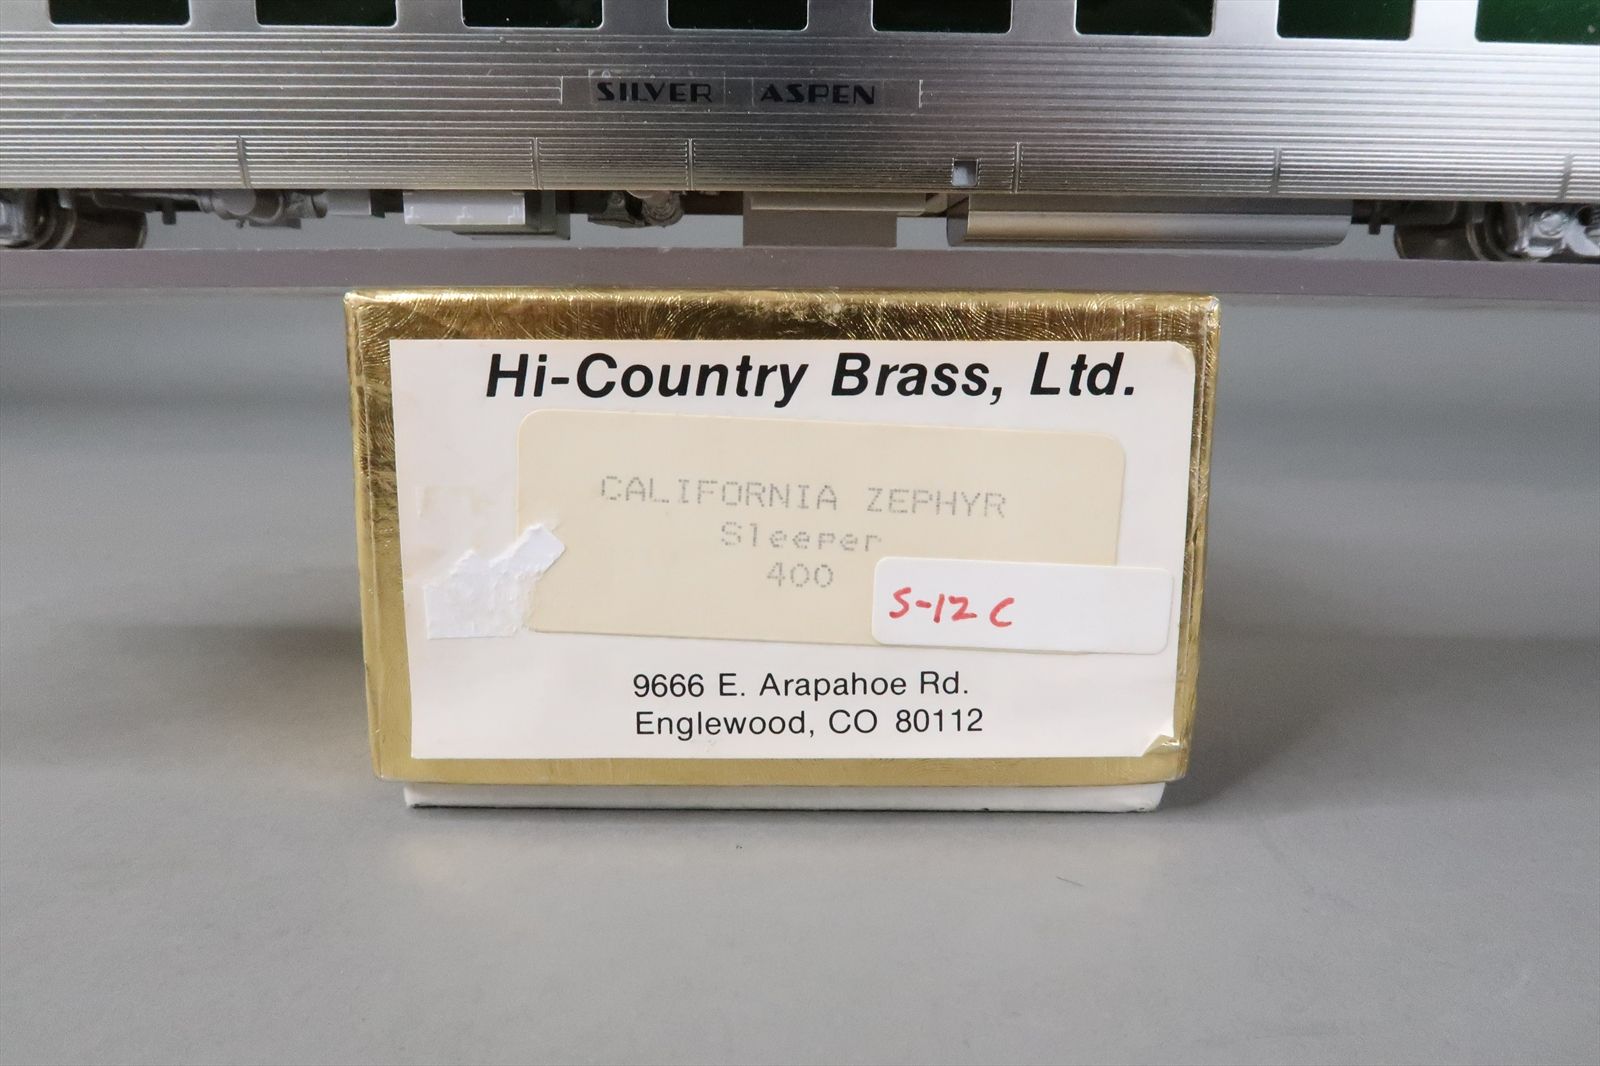 SILVER ASPEN
Hi-Country Brass, Ltd.
CALIFORNIA ZEPHYR
Sleeper
400
S-12 C
9666 E. Arapahoe Rd.
Englewood, CO 80112